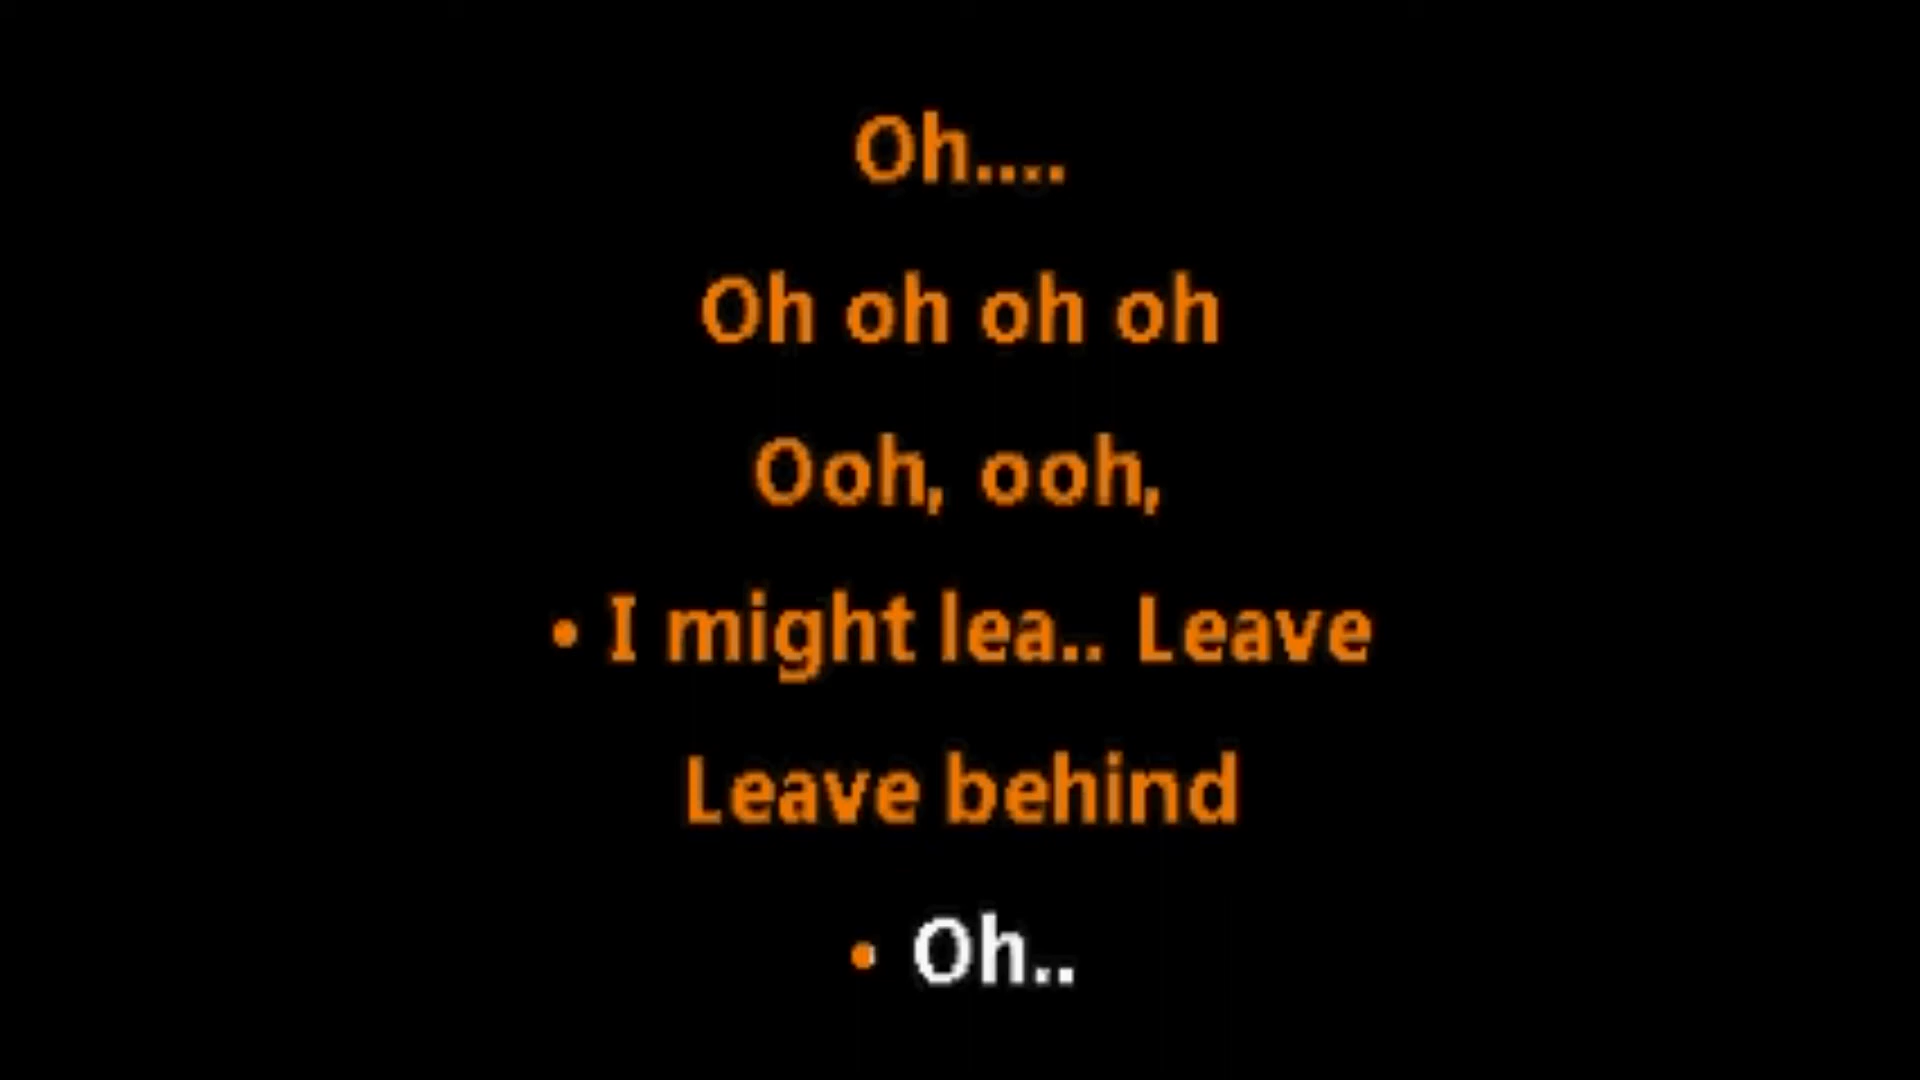 Oh....
Oh oh oh oh
Ooh, ooh,
• I might lea.. Leave
Leave behind
• Oh..